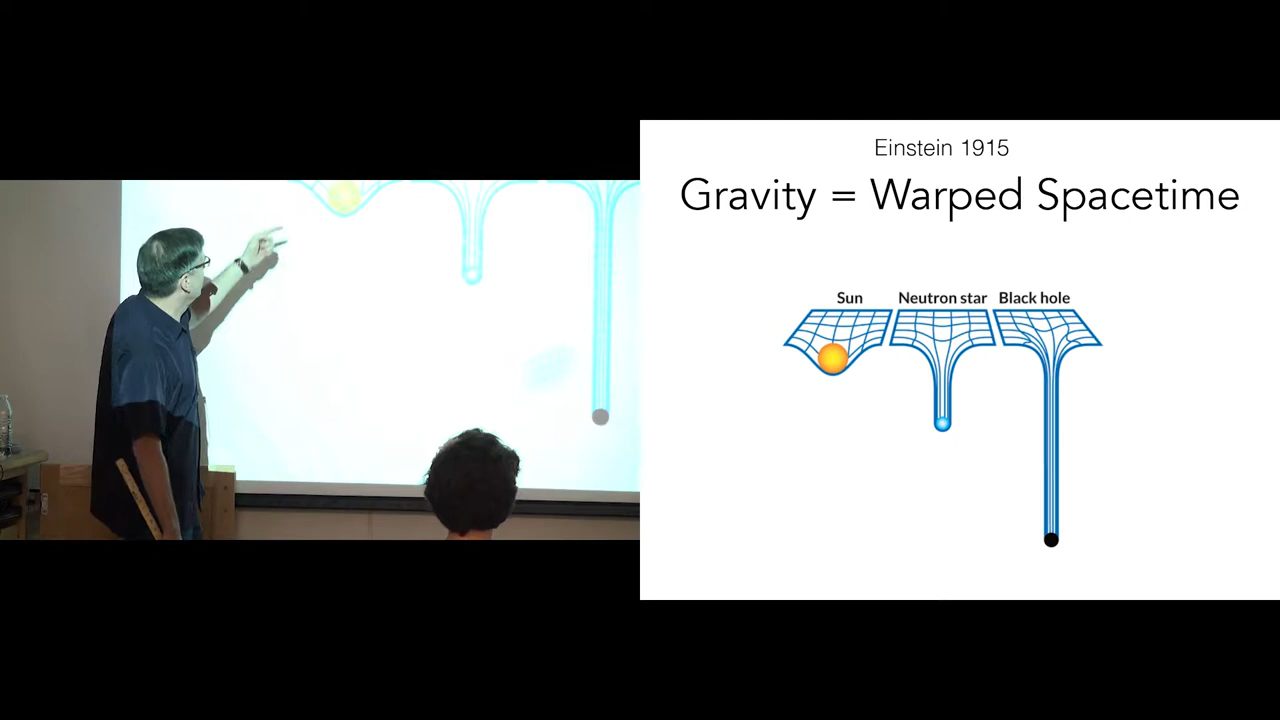 Einstein 1915
Gravity = Warped Spacetime
Sun Neutron star Black hole